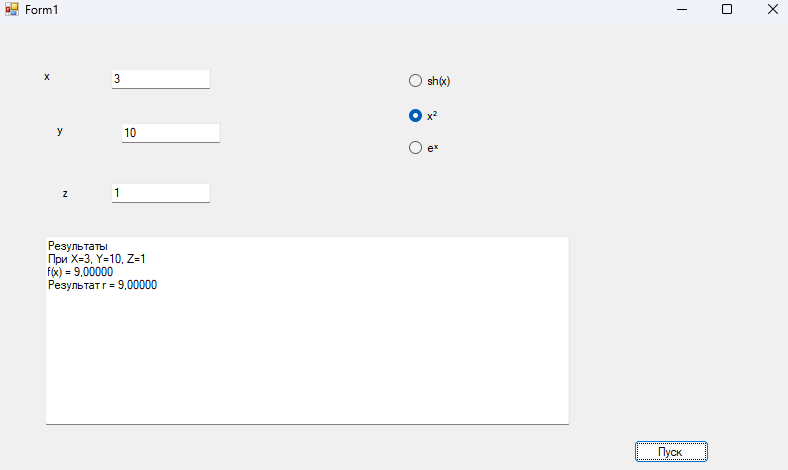 Form1
x
3
sh(x)
x²
y
10
eˣ
z
1
Результаты
При X=3, Y=10, Z=1
f(x) = 9,00000
Результат r = 9,00000
Пуск